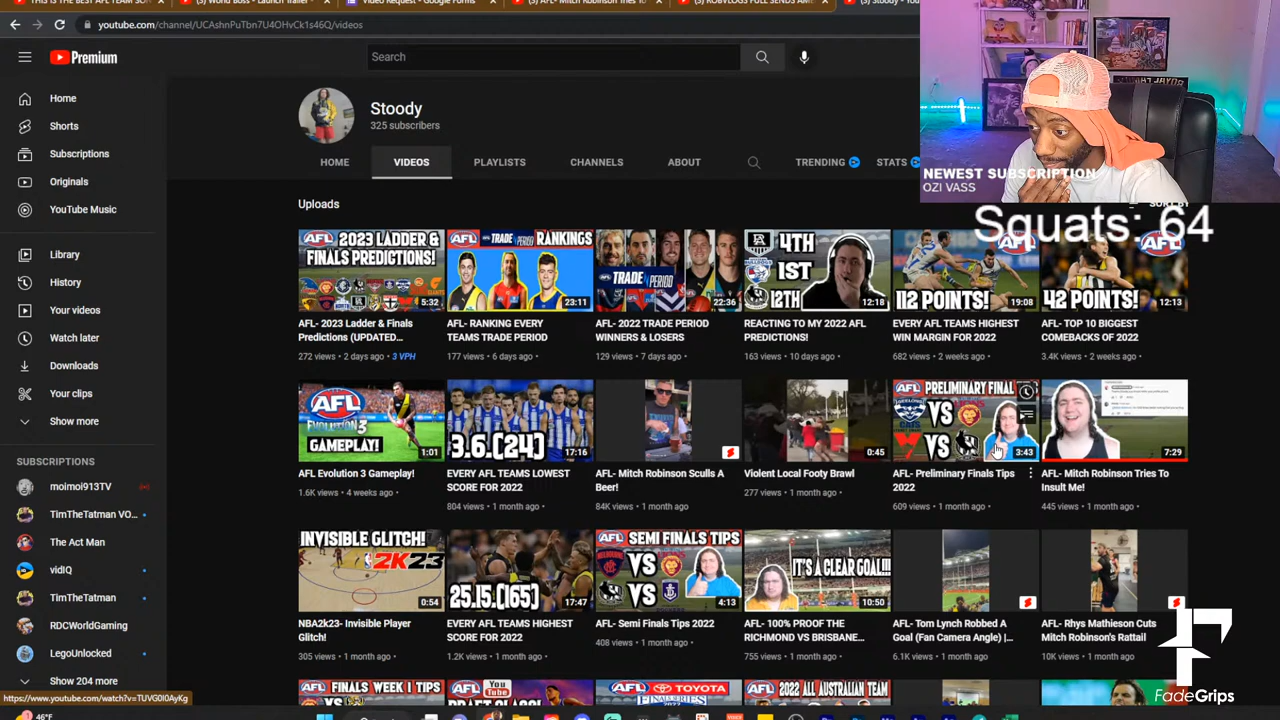 youtube.com/channel/UCAshnPuTbn7U4OHvCk1s46Q/videos
Premium
Search
Home
Shorts
Subscriptions
Originals
YouTube Music
Library
History
Your videos
Watch later
Downloads
Your clips
Show more
SUBSCRIPTIONS
moimoi913TV
TimTheTatman VO...
The Act Man
vidIQ
TimTheTatman
RDCWorldGaming
LegoUnlocked
Show 204 more
https://www.youtube.com/watch?v=TUVG0I0AyKg
46°F
Stoody
325 subscribers
HOME VIDEOS PLAYLISTS CHANNELS ABOUT TRENDING STATS
NEWEST SUBSCRIPTION
OZI VASS
SORT BY
Squats: 64
Uploads
AFL 2023 LADDER & FINALS PREDICTIONS! 5:32
AFL- 2023 Ladder & Finals Predictions (UPDATED...
272 views • 2 days ago • 3 VPH
AFL TRADE PERIOD RANKINGS 23:11
AFL- RANKING EVERY TEAMS TRADE PERIOD
177 views • 6 days ago •
TRADE PERIOD 22:36
AFL- 2022 TRADE PERIOD WINNERS & LOSERS
129 views • 7 days ago •
4TH 1ST 12TH 12:18
REACTING TO MY 2022 AFL PREDICTIONS!
163 views • 10 days ago •
AFL 112 POINTS! 19:08
EVERY AFL TEAMS HIGHEST WIN MARGIN FOR 2022
682 views • 2 weeks ago •
AFL 42 POINTS! 12:13
AFL- TOP 10 BIGGEST COMEBACKS OF 2022
3.4K views • 2 weeks ago •
AFL EVOLUTION 3 GAMEPLAY! 1:01
AFL Evolution 3 Gameplay!
1.6K views • 4 weeks ago •
3.6.(24) 17:16
EVERY AFL TEAMS LOWEST SCORE FOR 2022
804 views • 1 month ago •
AFL- Mitch Robinson Sculls A Beer!
84K views • 1 month ago
0:45
Violent Local Footy Brawl
277 views • 1 month ago •
AFL PRELIMINARY FINAL VS VS 3:43
AFL- Preliminary Finals Tips 2022
609 views • 1 month ago •
7:29
AFL- Mitch Robinson Tries To Insult Me!
445 views • 1 month ago •
INVISIBLE GLITCH! 2K23 0:54
NBA2k23- Invisible Player Glitch!
305 views • 1 month ago •
25.15.(165) 17:47
EVERY AFL TEAMS HIGHEST SCORE FOR 2022
1.2K views • 1 month ago •
AFL SEMI FINALS TIPS VS VS 4:13
AFL- Semi Finals Tips 2022
408 views • 1 month ago •
IT'S A CLEAR GOAL!!! 10:50
AFL- 100% PROOF THE RICHMOND VS BRISBANE...
755 views • 1 month ago •
AFL- Tom Lynch Robbed A Goal (Fan Camera Angle) |...
6.1K views • 1 month ago •
AFL- Rhys Mathieson Cuts Mitch Robinson's Rattail!
10K views • 1 month ago •
AFL FINALS WEEK 1 TIPS
AFL YouTube
AFL TOYOTA FINALS SERIES
AFL 2022 ALL AUSTRALIAN TEAM
FadeGrips